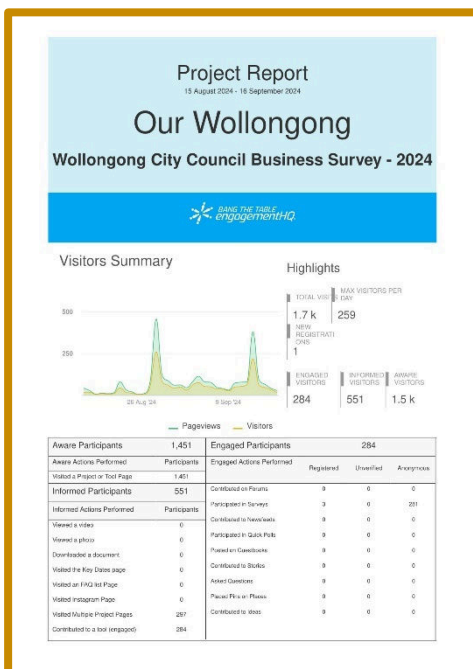 Project Report
15 August 2024 - 16 September 2024
Our Wollongong
Wollongong City Council Business Survey - 2024
BANG THE TABLE
engagementHQ.
Visitors Summary
Highlights
TOTAL VISITS
MAX VISITORS PER DAY
1.7 k
259
NEW REGISTRATIONS
1
ENGAGED VISITORS
INFORMED VISITORS
AWARE VISITORS
284
551
1.5 k
500
250
28 Aug '24
9 Sep '24
Pageviews
Visitors
Aware Participants 1,451
Aware Actions Performed Participants
Visited a Project or Tool Page 1,451
Informed Participants 551
Informed Actions Performed Participants
Viewed a video 0
Viewed a photo 0
Downloaded a document 0
Visited the Key Dates page 0
Visited an FAQ list Page 0
Visited Instagram Page 0
Visited Multiple Project Pages 297
Contributed to a tool (engaged) 284
Engaged Participants 284
Engaged Actions Performed
Registered Unverified Anonymous
Contributed on Forums 0 0 0
Participated in Surveys 3 0 281
Contributed to Newsfeeds 0 0 0
Participated in Quick Polls 0 0 0
Posted on Guestbooks 0 0 0
Contributed to Stories 0 0 0
Asked Questions 0 0 0
Placed Pins on Places 0 0 0
Contributed to Ideas 0 0 0